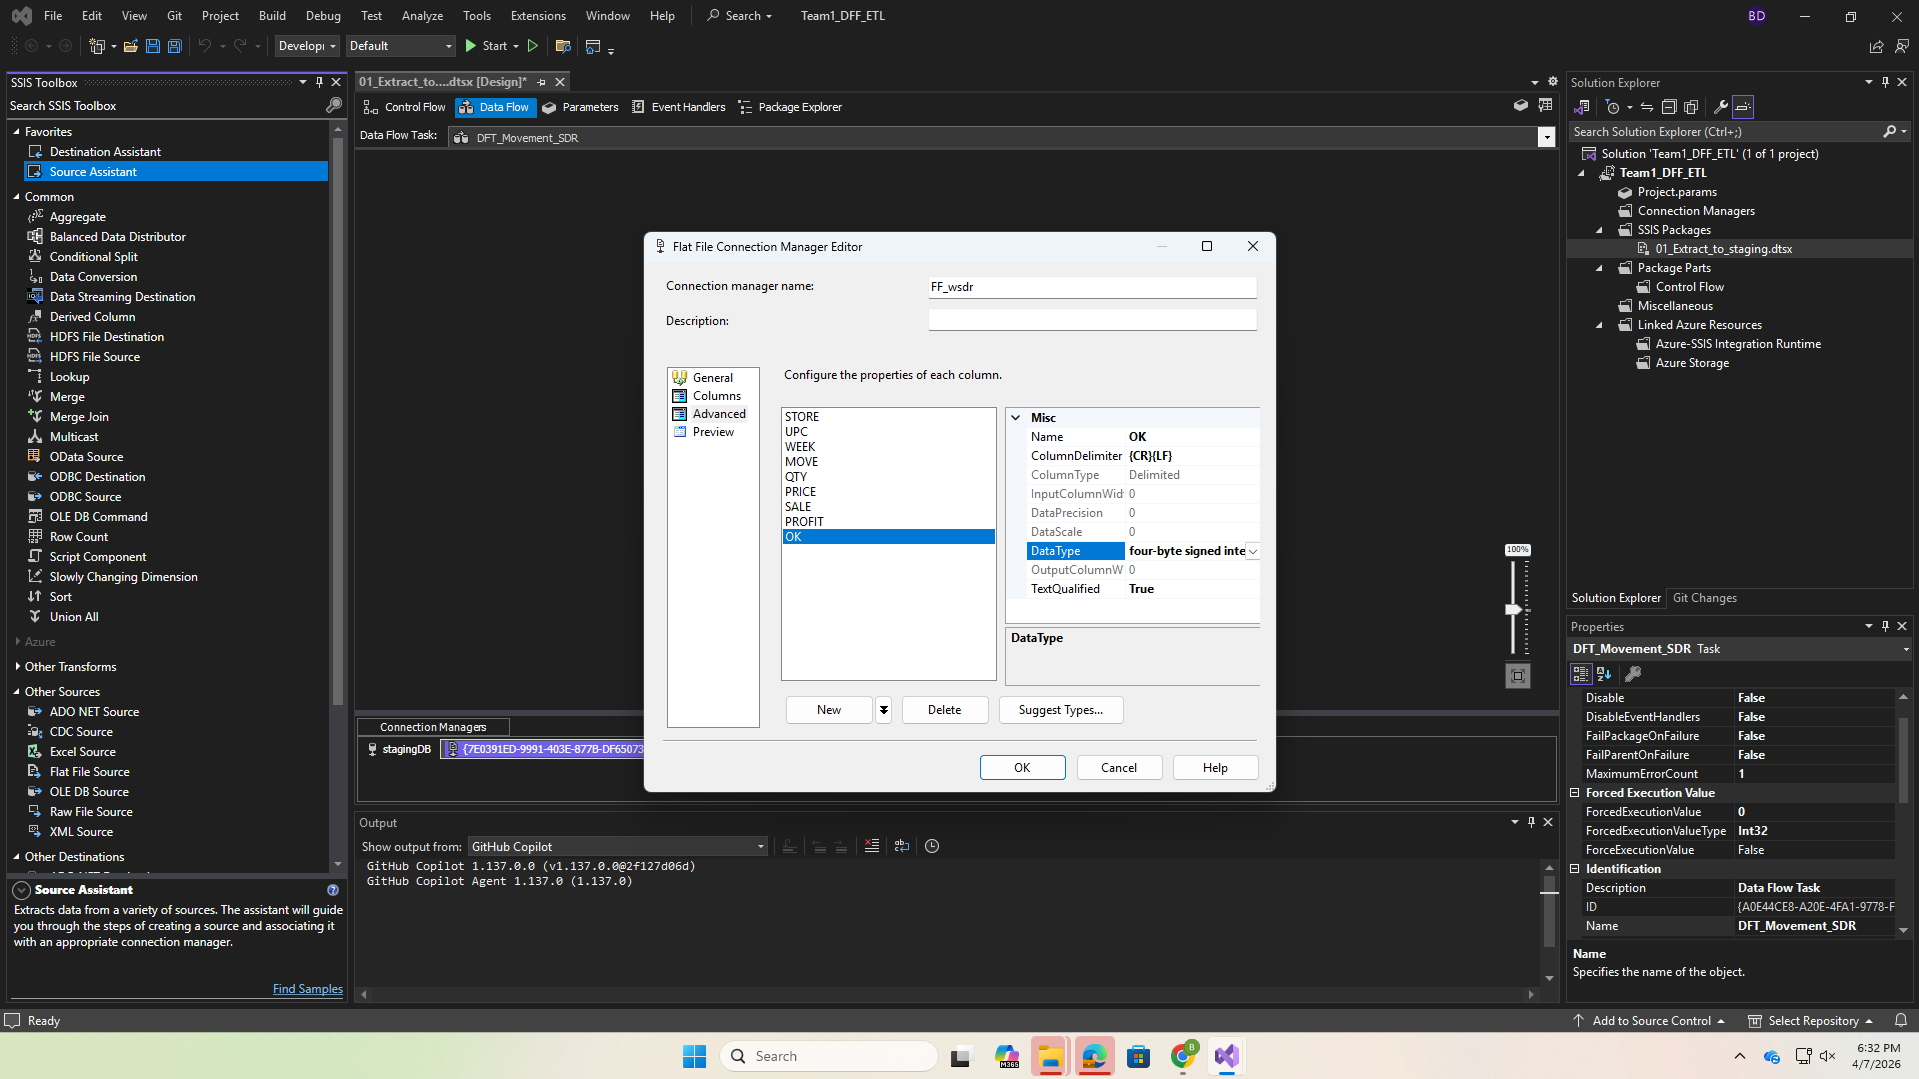 File Edit View Git Project Build Debug Test Analyze Tools Extensions Window Help Search Team1_DFF_ETL BD
Develop Default Start
SSIS Toolbox
Search SSIS Toolbox
Favorites
Destination Assistant
Source Assistant
Common
Aggregate
Balanced Data Distributor
Conditional Split
Data Conversion
Data Streaming Destination
Derived Column
HDFS File Destination
HDFS File Source
Lookup
Merge
Merge Join
Multicast
OData Source
ODBC Destination
ODBC Source
OLE DB Command
Row Count
Script Component
Slowly Changing Dimension
Sort
Union All
Azure
Other Transforms
Other Sources
ADO NET Source
CDC Source
Excel Source
Flat File Source
OLE DB Source
Raw File Source
XML Source
Other Destinations
Source Assistant
Extracts data from a variety of sources. The assistant will guide
you through the steps of creating a source and associating it
with an appropriate connection manager.
Find Samples
01_Extract_to....dtsx [Design]*
Control Flow Data Flow Parameters Event Handlers Package Explorer
Data Flow Task: DFT_Movement_SDR
100%
Connection Managers
stagingDB {7E0391ED-9991-403E-877B-DF65073
Flat File Connection Manager Editor
Connection manager name: FF_wsdr
Description:
General
Columns
Advanced
Preview
Configure the properties of each column.
STORE
UPC
WEEK
MOVE
QTY
PRICE
SALE
PROFIT
OK
Misc
Name OK
ColumnDelimiter {CR}{LF}
ColumnType Delimited
InputColumnWid 0
DataPrecision 0
DataScale 0
DataType four-byte signed inte
OutputColumnW 0
TextQualified True
DataType
New Delete Suggest Types...
OK Cancel Help
Output
Show output from: GitHub Copilot
GitHub Copilot 1.137.0.0 (v1.137.0.0@2f127d06d)
GitHub Copilot Agent 1.137.0 (1.137.0)
Solution Explorer
Search Solution Explorer (Ctrl+;)
Solution 'Team1_DFF_ETL' (1 of 1 project)
Team1_DFF_ETL
Project.params
Connection Managers
SSIS Packages
01_Extract_to_staging.dtsx
Package Parts
Control Flow
Miscellaneous
Linked Azure Resources
Azure-SSIS Integration Runtime
Azure Storage
Solution Explorer Git Changes
Properties
DFT_Movement_SDR Task
Disable False
DisableEventHandlers False
FailPackageOnFailure False
FailParentOnFailure False
MaximumErrorCount 1
Forced Execution Value
ForcedExecutionValue 0
ForcedExecutionValueType Int32
ForceExecutionValue False
Identification
Description Data Flow Task
ID {A0E44CE8-A20E-4FA1-9778-F
Name DFT_Movement_SDR
Name
Specifies the name of the object.
Ready Add to Source Control Select Repository
Search M365 B 6:32 PM
4/7/2026